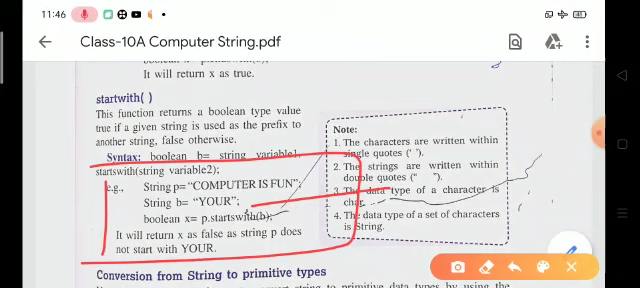 11:46
Class-10A Computer String.pdf
It will return x as true.
startwith( )
This function returns a boolean type value
true if a given string is used as the prefix to
another string, false otherwise.
Syntax: boolean b= string variable1.
startswith(string variable2);
e.g., String p= “COMPUTER IS FUN”;
String b= “YOUR”;
boolean x= p.startswith(b);
It will return x as false as string p does
not start with YOUR.
Note:
1. The characters are written within
single quotes (‘ ’).
2. The strings are written within
double quotes (“ ”).
3. The data type of a character is
char.
4. The data type of a set of characters
is String.
Conversion from String to primitive types